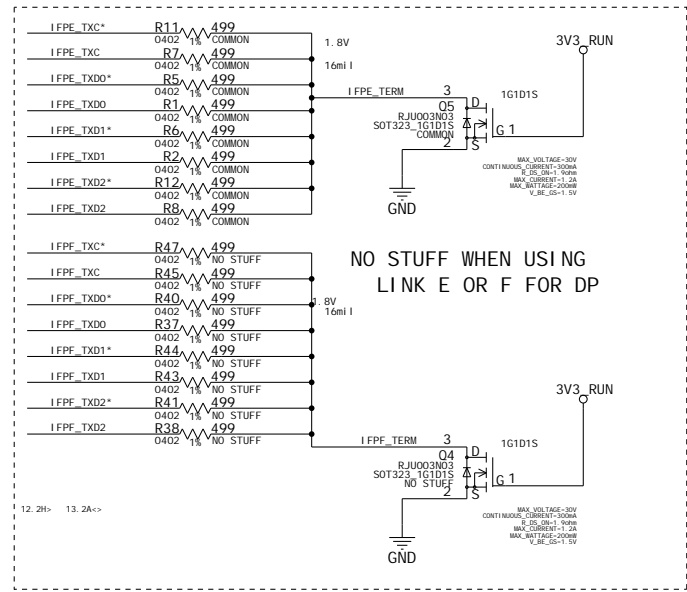 IFPE_TXC* R11 499
0402 1% COMMON
IFPE_TXC R7 499
0402 1% COMMON
IFPE_TXD0* R5 499
0402 1% COMMON
IFPE_TXD0 R1 499
0402 1% COMMON
IFPE_TXD1* R6 499
0402 1% COMMON
IFPE_TXD1 R2 499
0402 1% COMMON
IFPE_TXD2* R12 499
0402 1% COMMON
IFPE_TXD2 R8 499
0402 1% COMMON
1.8V
16mil
IFPE_TERM 3
3V3_RUN
D 1G1D1S
Q5
RJU003N03
SOT323_1G1D1S
COMMON
G 1
2 S
GND
MAX_VOLTAGE=30V
CONTINUOUS_CURRENT=300mA
R_DS_ON=1.9ohm
MAX_CURRENT=1.2A
MAX_WATTAGE=200mW
V_BE_GS=1.5V
IFPF_TXC* R47 499
0402 1% NO STUFF
IFPF_TXC R45 499
0402 1% NO STUFF
IFPF_TXD0* R40 499
0402 1% NO STUFF
IFPF_TXD0 R37 499
0402 1% NO STUFF
IFPF_TXD1* R44 499
0402 1% NO STUFF
IFPF_TXD1 R43 499
0402 1% NO STUFF
IFPF_TXD2* R41 499
0402 1% NO STUFF
IFPF_TXD2 R38 499
0402 1% NO STUFF
NO STUFF WHEN USING
LINK E OR F FOR DP
1.8V
16mil
IFPF_TERM 3
3V3_RUN
D 1G1D1S
Q4
RJU003N03
SOT323_1G1D1S
NO STUFF
G 1
2 S
GND
MAX_VOLTAGE=30V
CONTINUOUS_CURRENT=300mA
R_DS_ON=1.9ohm
MAX_CURRENT=1.2A
MAX_WATTAGE=200mW
V_BE_GS=1.5V
12.2H> 13.2A<>